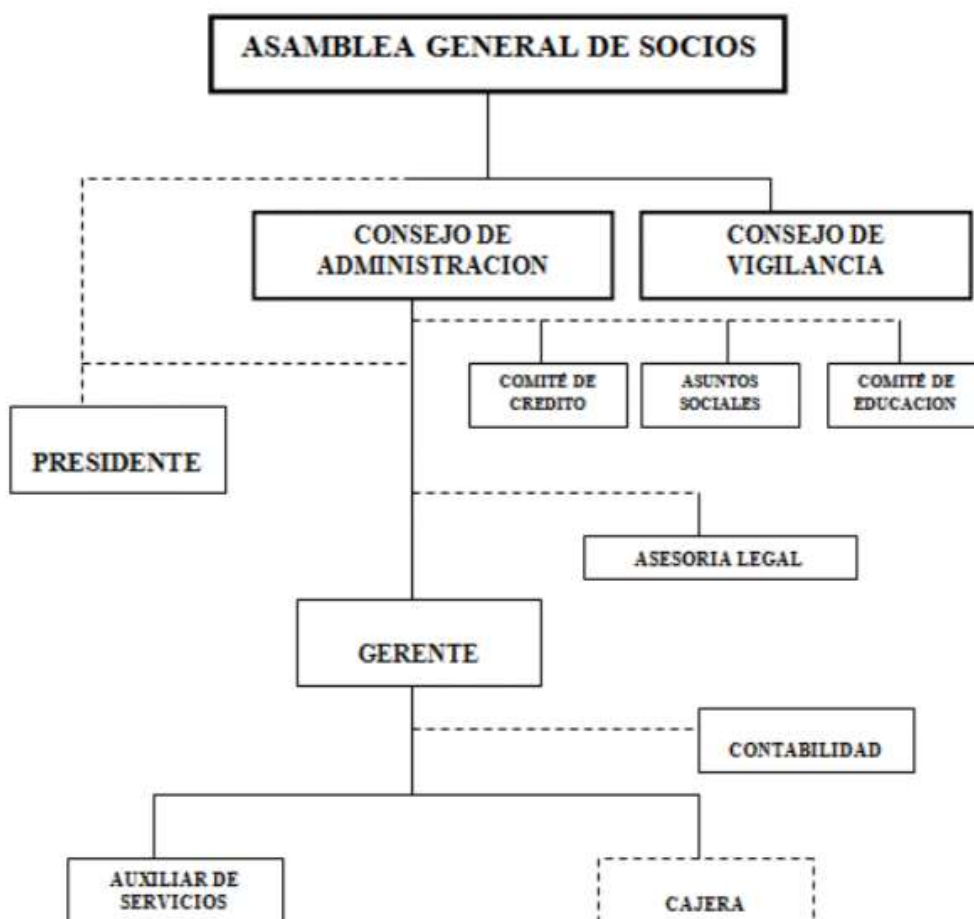 ASAMBLEA GENERAL DE SOCIOS
CONSEJO DE
ADMINISTRACION
CONSEJO DE
VIGILANCIA
COMITÉ DE
CREDITO
ASUNTOS
SOCIALES
COMITÉ DE
EDUCACION
PRESIDENTE
ASESORIA LEGAL
GERENTE
CONTABILIDAD
AUXILIAR DE
SERVICIOS
CAJERA